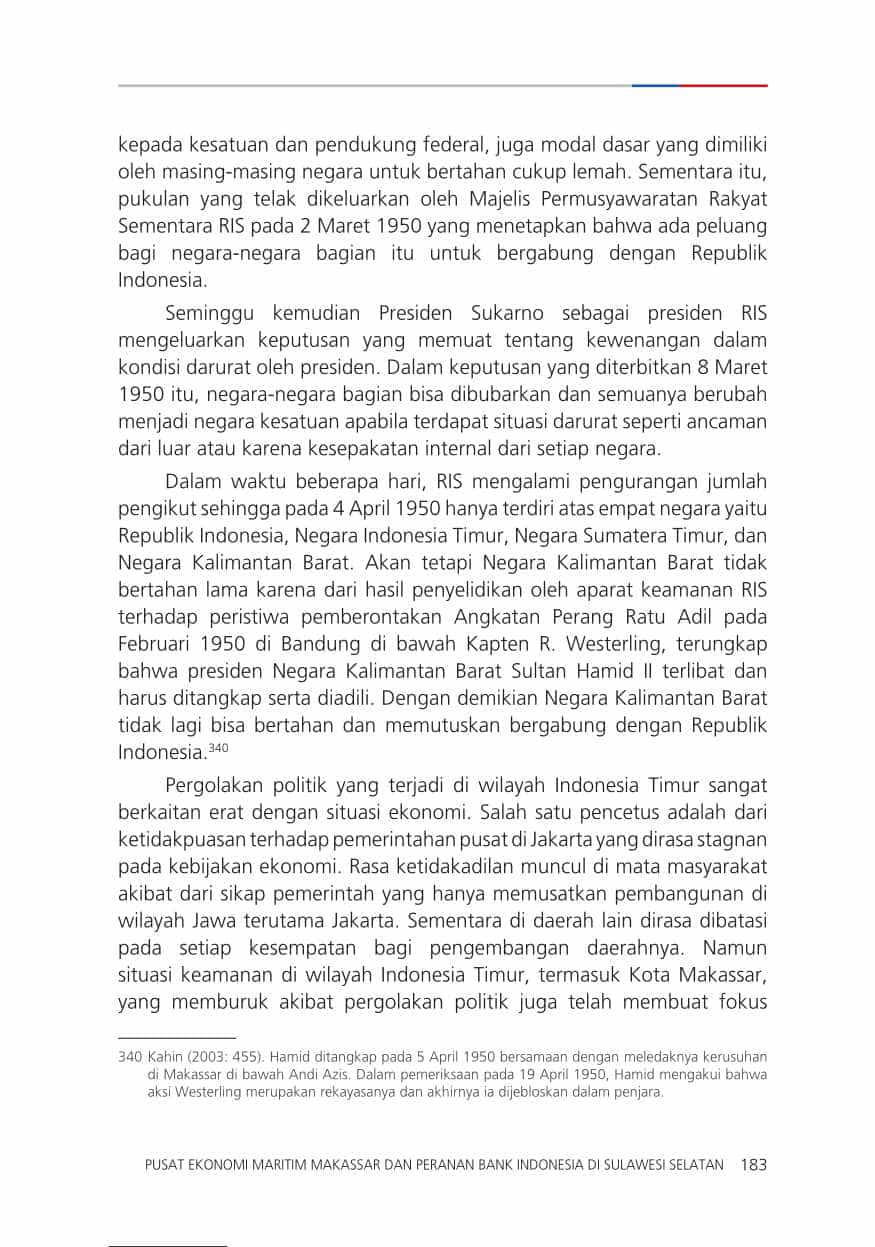 kepada kesatuan dan pendukung federal, juga modal dasar yang dimiliki
oleh masing-masing negara untuk bertahan cukup lemah. Sementara itu,
pukulan yang telak dikeluarkan oleh Majelis Permusyawaratan Rakyat
Sementara RIS pada 2 Maret 1950 yang menetapkan bahwa ada peluang
bagi negara-negara bagian itu untuk bergabung dengan Republik
Indonesia.
Seminggu kemudian Presiden Sukarno sebagai presiden RIS
mengeluarkan keputusan yang memuat tentang kewenangan dalam
kondisi darurat oleh presiden. Dalam keputusan yang diterbitkan 8 Maret
1950 itu, negara-negara bagian bisa dibubarkan dan semuanya berubah
menjadi negara kesatuan apabila terdapat situasi darurat seperti ancaman
dari luar atau karena kesepakatan internal dari setiap negara.
Dalam waktu beberapa hari, RIS mengalami pengurangan jumlah
pengikut sehingga pada 4 April 1950 hanya terdiri atas empat negara yaitu
Republik Indonesia, Negara Indonesia Timur, Negara Sumatera Timur, dan
Negara Kalimantan Barat. Akan tetapi Negara Kalimantan Barat tidak
bertahan lama karena dari hasil penyelidikan oleh aparat keamanan RIS
terhadap peristiwa pemberontakan Angkatan Perang Ratu Adil pada
Februari 1950 di Bandung di bawah Kapten R. Westerling, terungkap
bahwa presiden Negara Kalimantan Barat Sultan Hamid II terlibat dan
harus ditangkap serta diadili. Dengan demikian Negara Kalimantan Barat
tidak lagi bisa bertahan dan memutuskan bergabung dengan Republik
Indonesia.340
Pergolakan politik yang terjadi di wilayah Indonesia Timur sangat
berkaitan erat dengan situasi ekonomi. Salah satu pencetus adalah dari
ketidakpuasan terhadap pemerintahan pusat di Jakarta yang dirasa stagnan
pada kebijakan ekonomi. Rasa ketidakadilan muncul di mata masyarakat
akibat dari sikap pemerintah yang hanya memusatkan pembangunan di
wilayah Jawa terutama Jakarta. Sementara di daerah lain dirasa dibatasi
pada setiap kesempatan bagi pengembangan daerahnya. Namun
situasi keamanan di wilayah Indonesia Timur, termasuk Kota Makassar,
yang memburuk akibat pergolakan politik juga telah membuat fokus
340 Kahin (2003: 455). Hamid ditangkap pada 5 April 1950 bersamaan dengan meledaknya kerusuhan
di Makassar di bawah Andi Azis. Dalam pemeriksaan pada 19 April 1950, Hamid mengakui bahwa
aksi Westerling merupakan rekayasanya dan akhirnya ia dijebloskan dalam penjara.
PUSAT EKONOMI MARITIM MAKASSAR DAN PERANAN BANK INDONESIA DI SULAWESI SELATAN 183